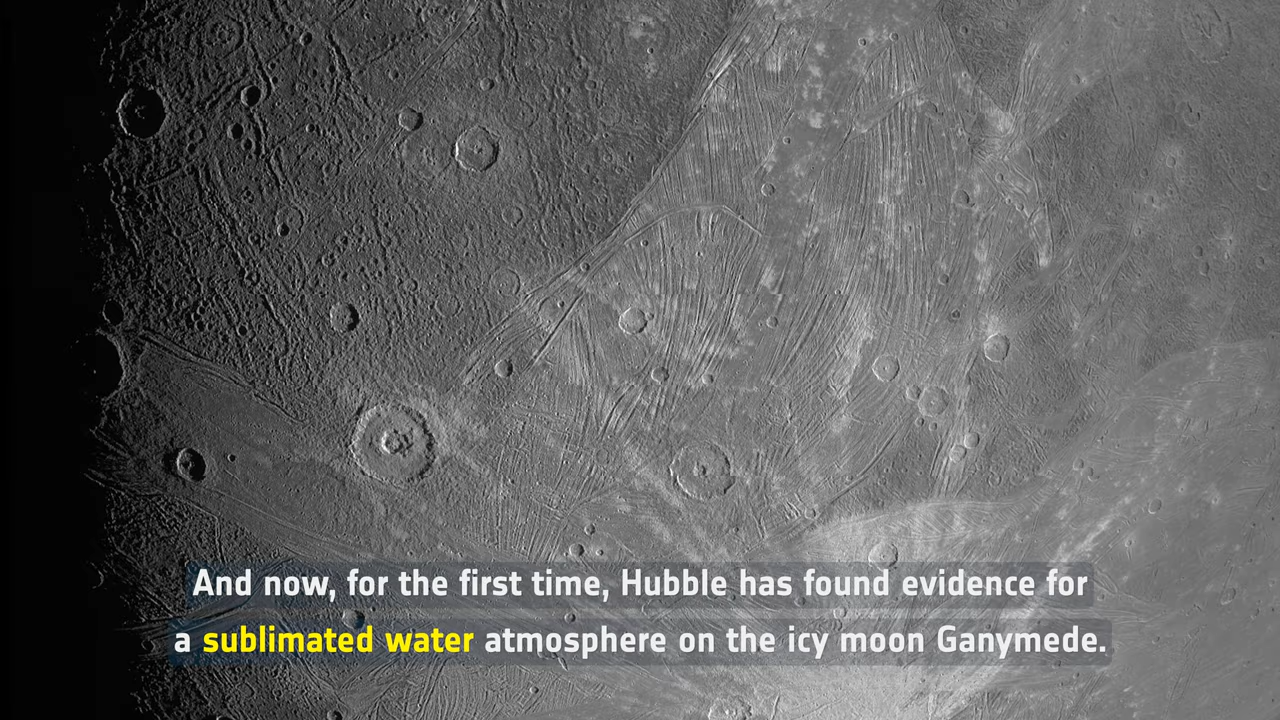 And now, for the first time, Hubble has found evidence for
a sublimated water atmosphere on the icy moon Ganymede.